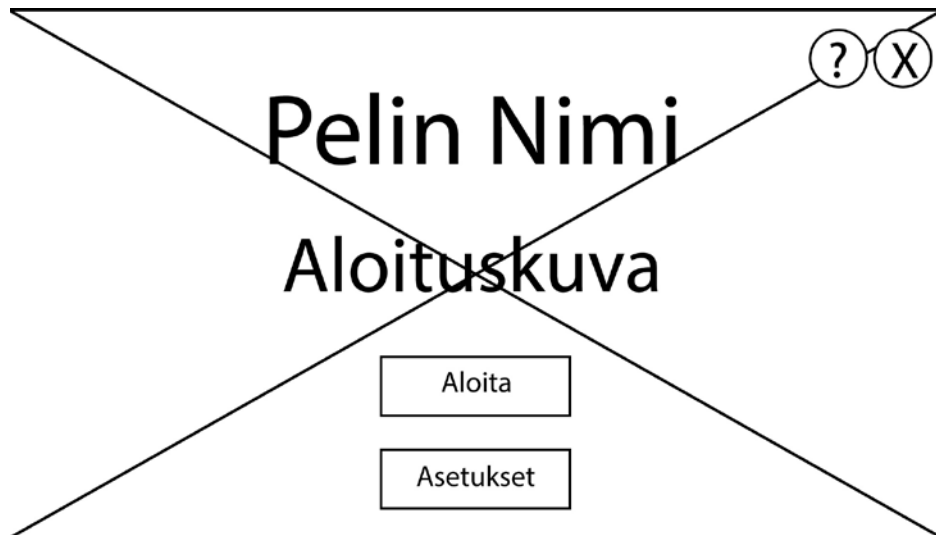 ? X
Pelin Nimi
Aloituskuva
Aloita
Asetukset